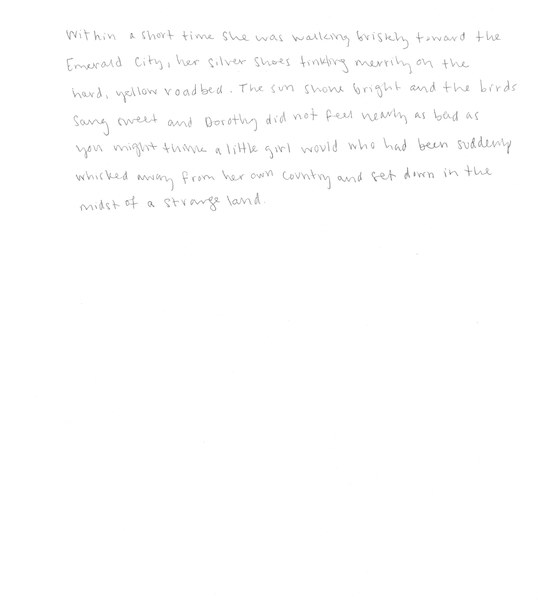 Within a short time she was walking briskly toward the
Emerald City, her silver shoes tinkling merrily on the
hard, yellow roadbed. The sun shone bright and the birds
sang sweet and Dorothy did not feel nearly as bad as
you might think a little girl would who had been suddenly
whisked away from her own country and set down in the
midst of a strange land.